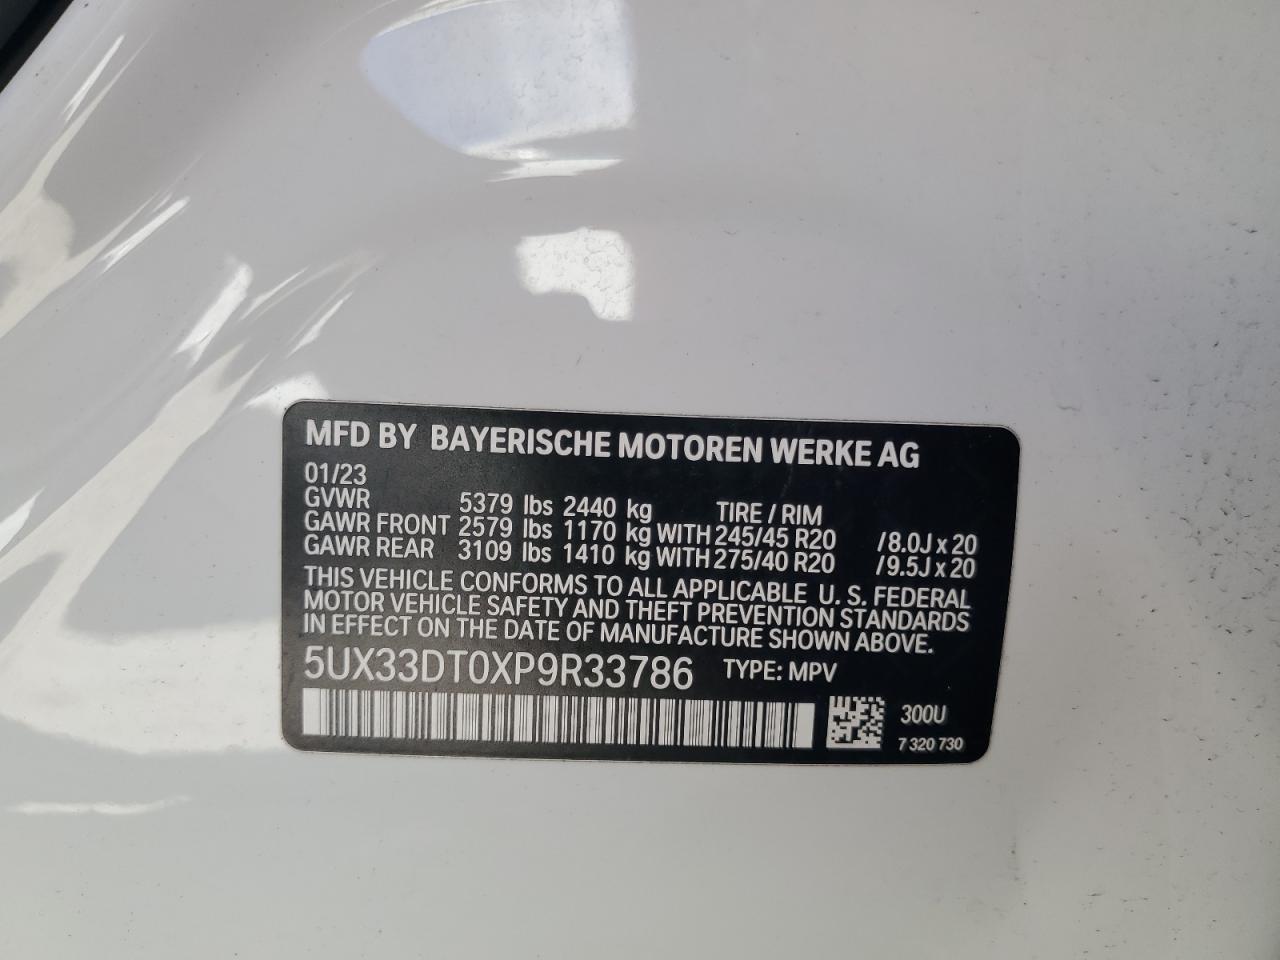 MFD BY BAYERISCHE MOTOREN WERKE AG
01/23
GVWR 5379 lbs 2440 kg TIRE / RIM
GAWR FRONT 2579 lbs 1170 kg WITH 245/45 R20 /8.0J x 20
GAWR REAR 3109 lbs 1410 kg WITH 275/40 R20 /9.5J x 20
THIS VEHICLE CONFORMS TO ALL APPLICABLE U. S. FEDERAL
MOTOR VEHICLE SAFETY AND THEFT PREVENTION STANDARDS
IN EFFECT ON THE DATE OF MANUFACTURE SHOWN ABOVE.
5UX33DT0XP9R33786 TYPE: MPV
300U
7 320 730